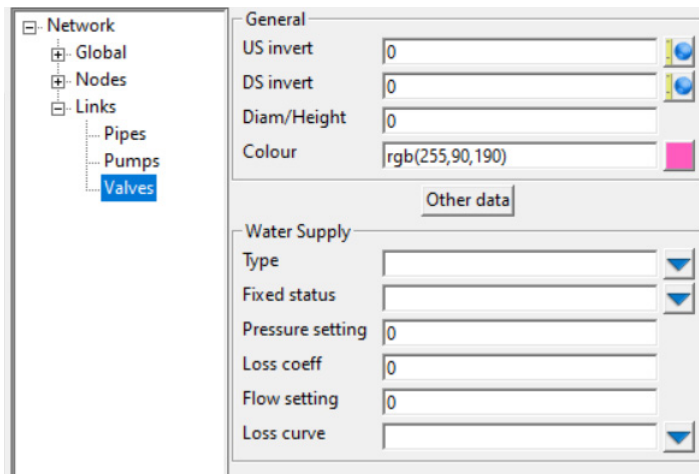 Network
Global
Nodes
Links
Pipes
Pumps
Valves
General
US invert 0
DS invert 0
Diam/Height 0
Colour rgb(255,90,190)
Other data
Water Supply
Type
Fixed status
Pressure setting 0
Loss coeff 0
Flow setting 0
Loss curve